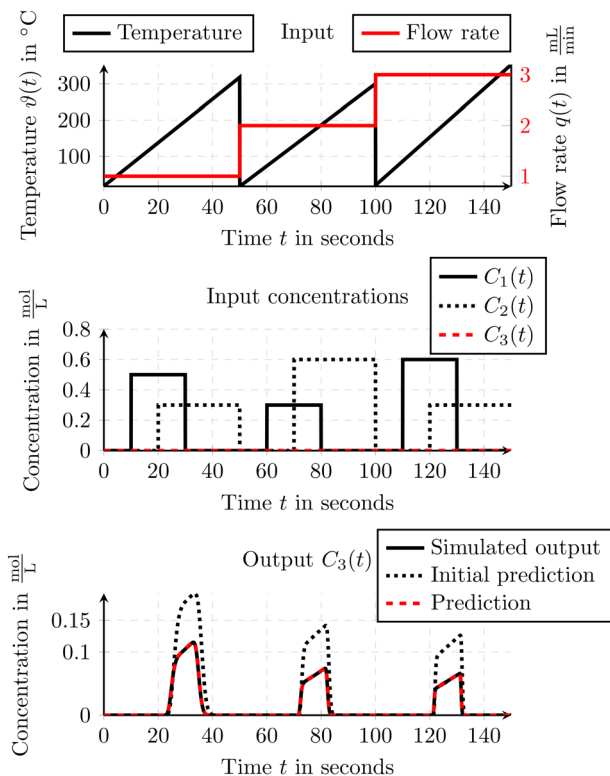 Temperature
Input
Flow rate
Temperature ϑ(t) in °C
300
200
100
0 20 40 60 80 100 120 140
Time t in seconds
3
2
1
Flow rate q(t) in mL/min
Input concentrations
C₁(t)
C₂(t)
C₃(t)
Concentration in mol/L
0.8
0.6
0.4
0.2
0
0 20 40 60 80 100 120 140
Time t in seconds
Output C₃(t)
Simulated output
Initial prediction
Prediction
Concentration in mol/L
0.15
0.1
0
0 20 40 60 80 100 120 140
Time t in seconds